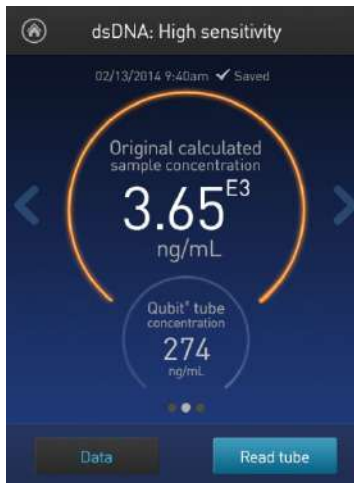 dsDNA: High sensitivity
02/13/2014 9:40am ✔ Saved
Original calculated
sample concentration
3.65E3
ng/mL
Qubit® tube
concentration
274
ng/mL
Data
Read tube